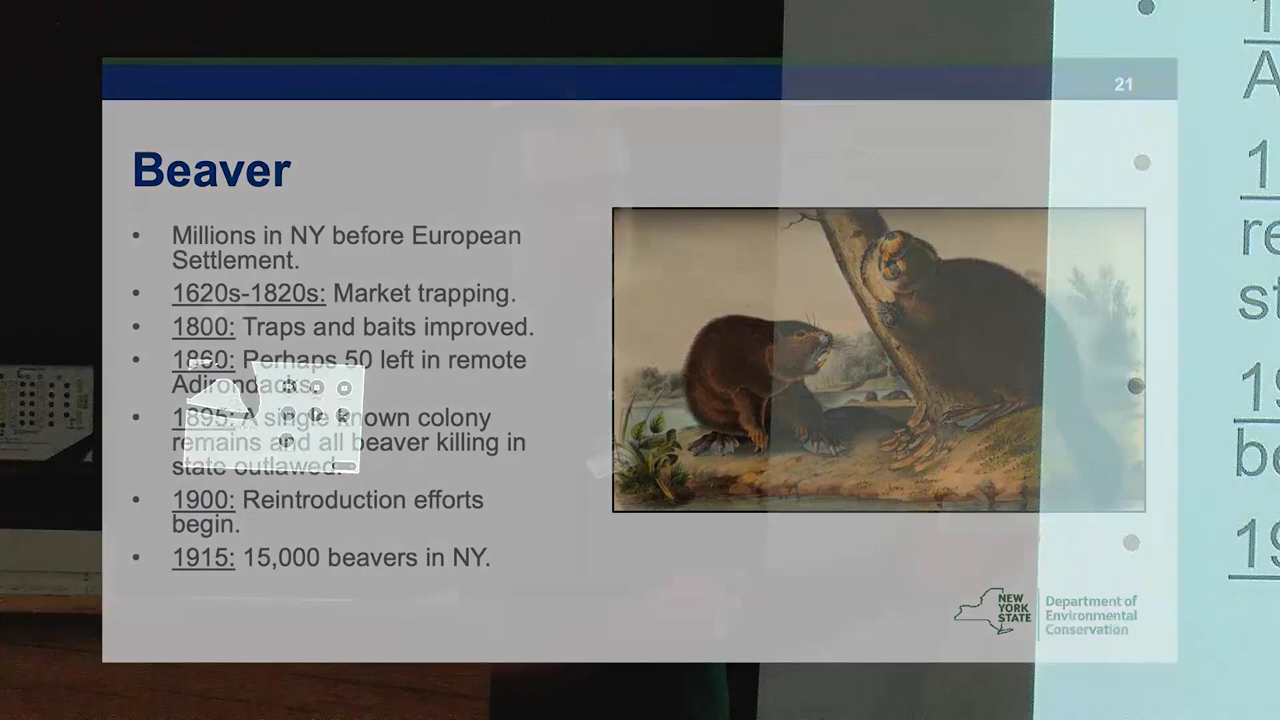 21
Beaver
• Millions in NY before European
Settlement.
• 1620s-1820s: Market trapping.
• 1800: Traps and baits improved.
• 1860: Perhaps 50 left in remote
Adirondacks.
• 1895: A single known colony
remains and all beaver killing in
state outlawed.
• 1900: Reintroduction efforts
begin.
• 1915: 15,000 beavers in NY.
NEW
YORK
STATE
Department of
Environmental
Conservation